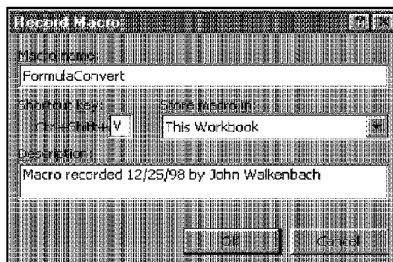 Record Macro
Macro name:
FormulaConvert
Shortcut key: Store macro in:
Ctrl+Shift+ V This Workbook
Description:
Macro recorded 12/25/98 by John Walkenbach
OK Cancel